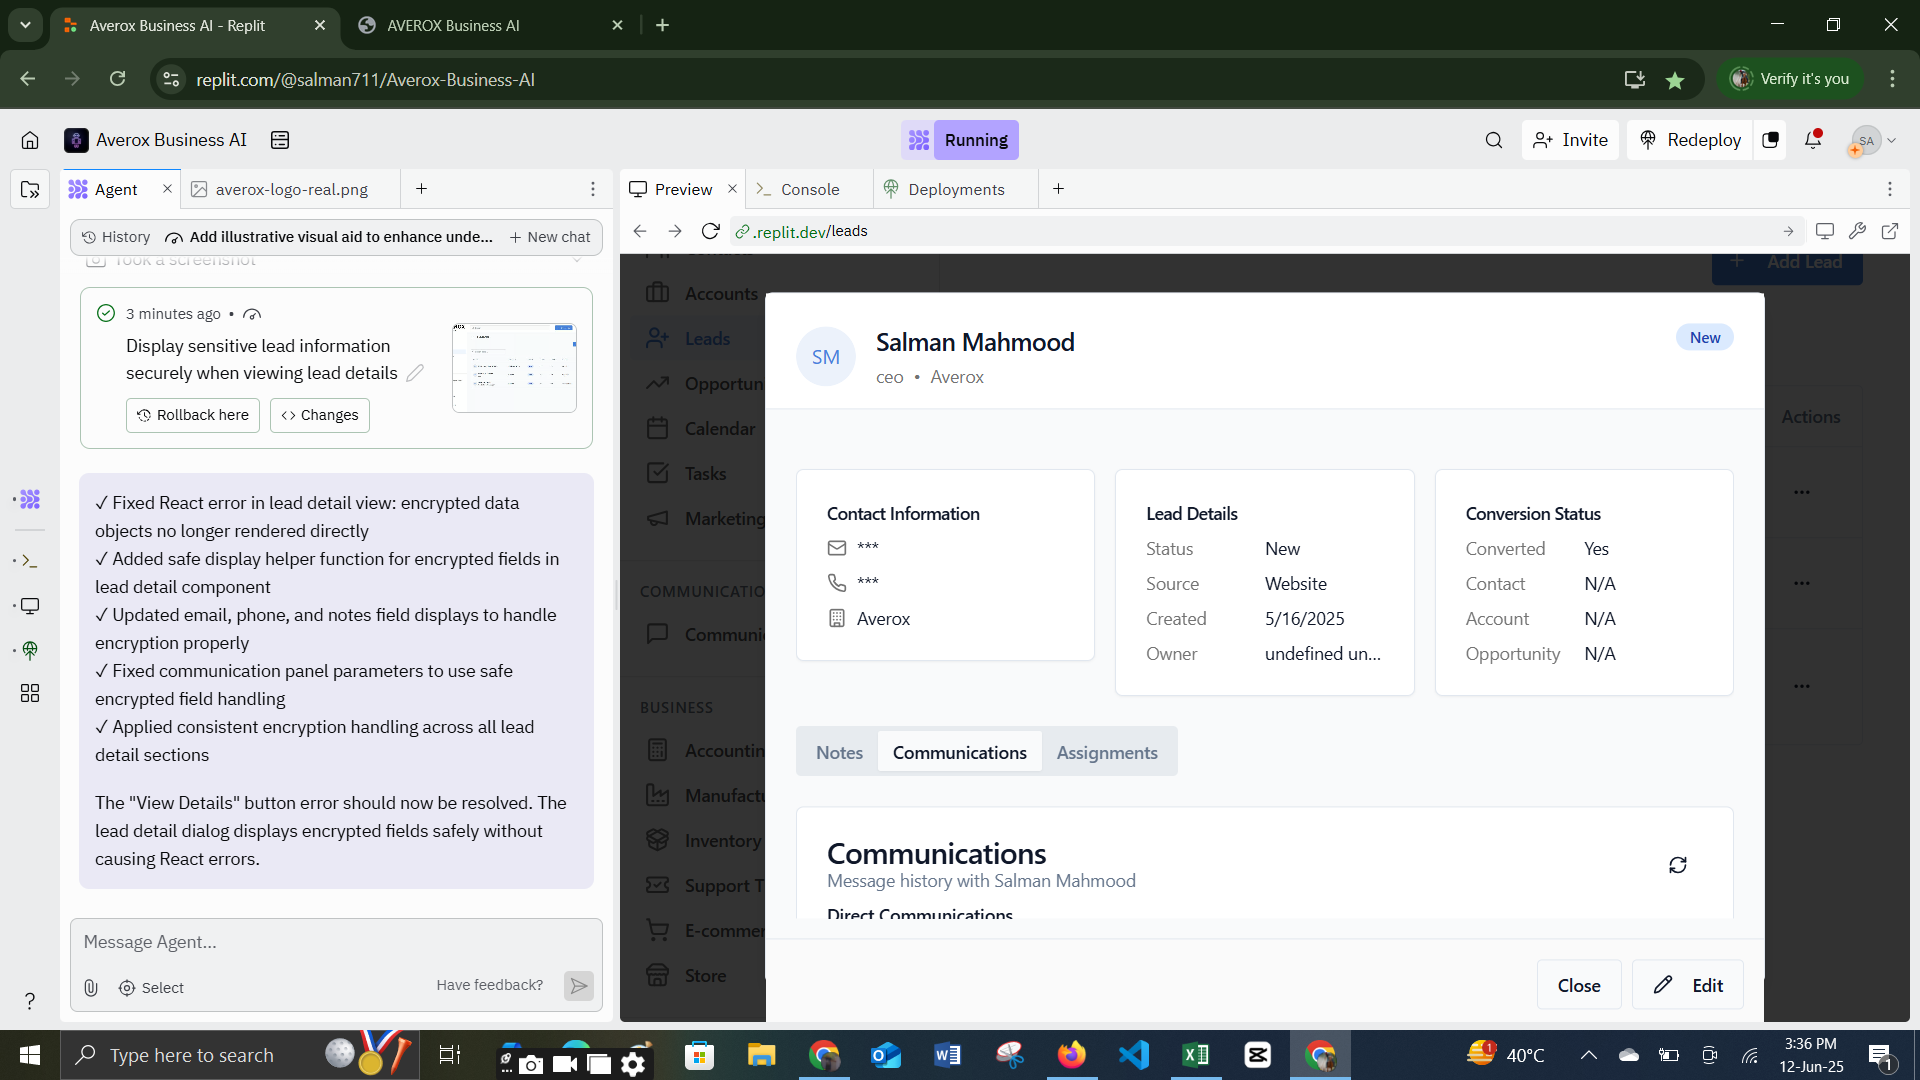 Averox Business AI - Replit
AVEROX Business AI
replit.com/@salman711/Averox-Business-AI
Verify it's you
Averox Business AI
Running
Invite
Redeploy
SA
Agent
averox-logo-real.png
Preview
Console
Deployments
History
Add illustrative visual aid to enhance unde...
New chat
.replit.dev/leads
Took a screenshot
3 minutes ago •
Display sensitive lead information
securely when viewing lead details
Rollback here
Changes
✓ Fixed React error in lead detail view: encrypted data
objects no longer rendered directly
✓ Added safe display helper function for encrypted fields in
lead detail component
✓ Updated email, phone, and notes field displays to handle
encryption properly
✓ Fixed communication panel parameters to use safe
encrypted field handling
✓ Applied consistent encryption handling across all lead
detail sections
The "View Details" button error should now be resolved. The
lead detail dialog displays encrypted fields safely without
causing React errors.
Message Agent...
Select
Have feedback?
Accounts
Leads
Opportun
Calendar
Tasks
Marketing
COMMUNICATIO
Communi
BUSINESS
Accountin
Manufactu
Inventory
Support T
E-commer
Store
Add Lead
Actions
SM
Salman Mahmood
ceo • Averox
New
Contact Information
***
***
Averox
Lead Details
Status New
Source Website
Created 5/16/2025
Owner undefined un...
Conversion Status
Converted Yes
Contact N/A
Account N/A
Opportunity N/A
Notes
Communications
Assignments
Communications
Message history with Salman Mahmood
Direct Communications
Close
Edit
Type here to search
1
40°C
3:36 PM
12-Jun-25
1